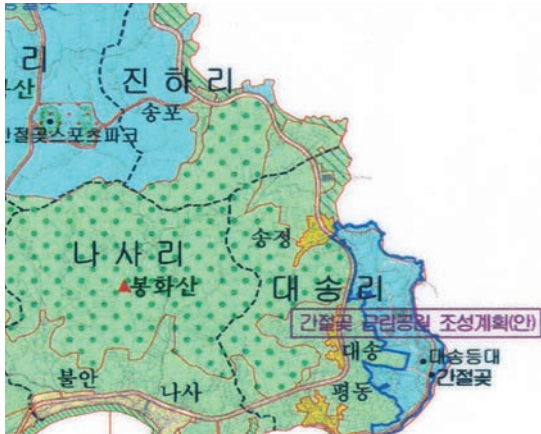 리
진하리
산
송포
간절곶스포츠파크
송정
나사리
봉화산
대송리
간절곶 근린공원 조성계획(안)
대송
대송등대
간절곶
불안
나사
평동